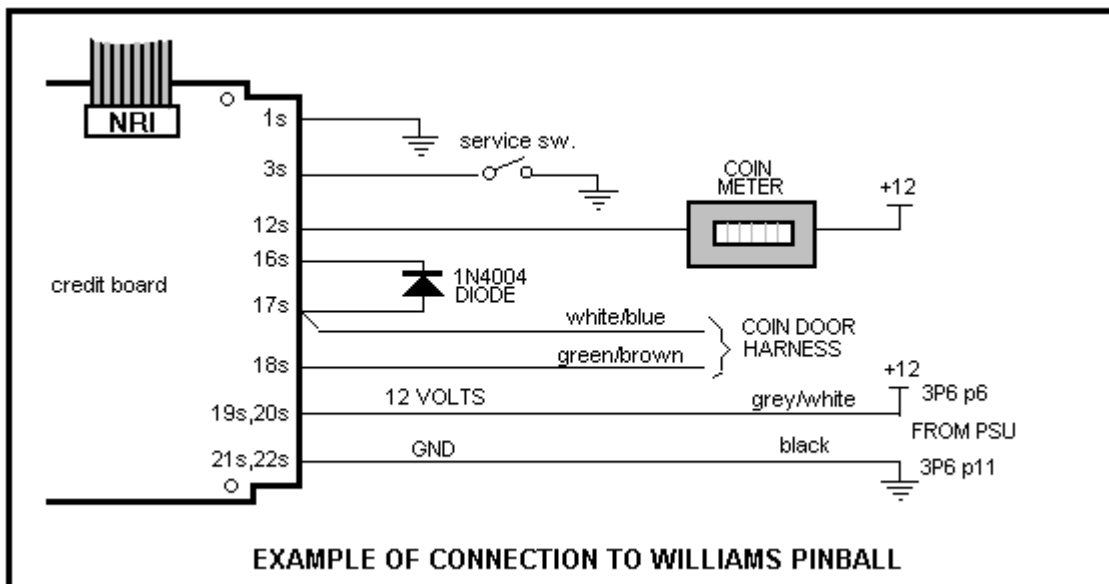 NRI
1s
service sw.
3s
COIN
METER
+12
12s
16s
1N4004
DIODE
credit board
17s
white/blue
COIN DOOR
HARNESS
18s
green/brown
+12
12 VOLTS
grey/white
3P6 p6
19s,20s
FROM PSU
GND
black
21s,22s
3P6 p11
EXAMPLE OF CONNECTION TO WILLIAMS PINBALL